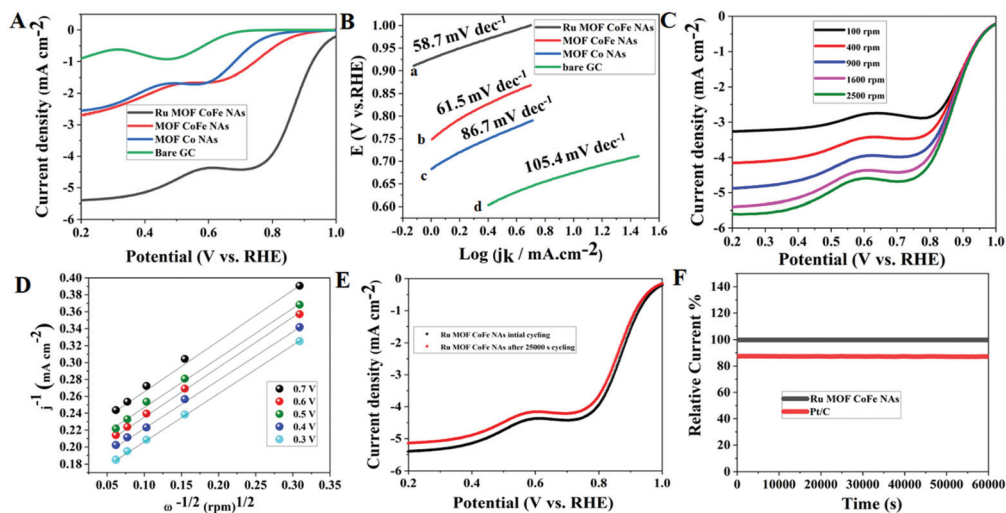 A
Current density (mA cm-2)
0
-1
-2
-3
-4
-5
-6
Ru MOF CoFe NAs
MOF CoFe NAs
MOF Co NAs
Bare GC
0.2 0.4 0.6 0.8 1.0
Potential (V vs. RHE)
B
E (V vs.RHE)
1.00
0.95
0.90
0.85
0.80
0.75
0.70
0.65
0.60
58.7 mV dec-1
61.5 mV dec-1
86.7 mV dec-1
105.4 mV dec-1
a
b
c
d
Ru MOF CoFe NAs
MOF CoFe NAs
MOF Co NAs
bare GC
0.0 0.4 0.8 1.2 1.6
Log (jk / mA.cm-2)
C
Current density (mA cm-2)
0
-1
-2
-3
-4
-5
-6
-7
100 rpm
400 rpm
900 rpm
1600 rpm
2500 rpm
0.2 0.3 0.4 0.5 0.6 0.7 0.8 0.9 1.0
Potential (V vs. RHE)
D
j-1 (mA cm-2)
0.40
0.38
0.36
0.34
0.32
0.30
0.28
0.26
0.24
0.22
0.20
0.18
0.7 V
0.6 V
0.5 V
0.4 V
0.3 V
0.05 0.10 0.15 0.20 0.25 0.30
ω -1/2 (rpm)1/2
E
Current density (mA cm-2)
0
-1
-2
-3
-4
-5
-6
Ru MOF CoFe NAs intial cycling
Ru MOF CoFe NAs after 25000 s cycling
0.2 0.4 0.6 0.8 1.0
Potential (V vs. RHE)
F
Relative Current %
140
120
100
80
60
40
20
0
Ru MOF CoFe NAs
Pt/C
0 10000 20000 30000 40000 50000 60000
Time (s)